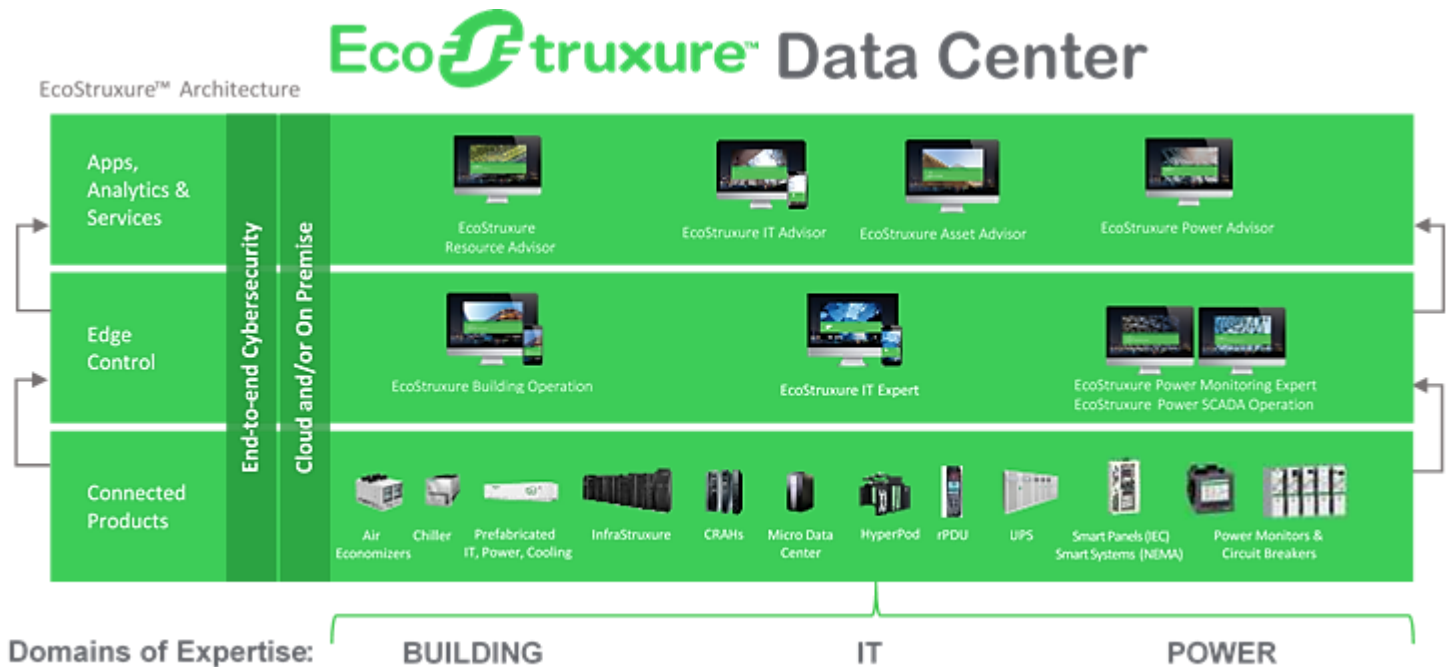 EcoStruxure™ Data Center
EcoStruxure™ Architecture
Apps,
Analytics &
Services
End-to-end Cybersecurity
Cloud and/or On Premise
EcoStruxure
Resource Advisor
EcoStruxure IT Advisor
EcoStruxure Asset Advisor
EcoStruxure Power Advisor
Edge
Control
EcoStruxure Building Operation
EcoStruxure IT Expert
EcoStruxure Power Monitoring Expert
EcoStruxure Power SCADA Operation
Connected
Products
Air
Economizers
Chiller
Prefabricated
IT, Power, Cooling
InfraStruxure
CRAHs
Micro Data
Center
HyperPod
rPDU
UPS
Smart Panels (IEC)
Smart Systems (NEMA)
Power Monitors &
Circuit Breakers
Domains of Expertise:
BUILDING
IT
POWER